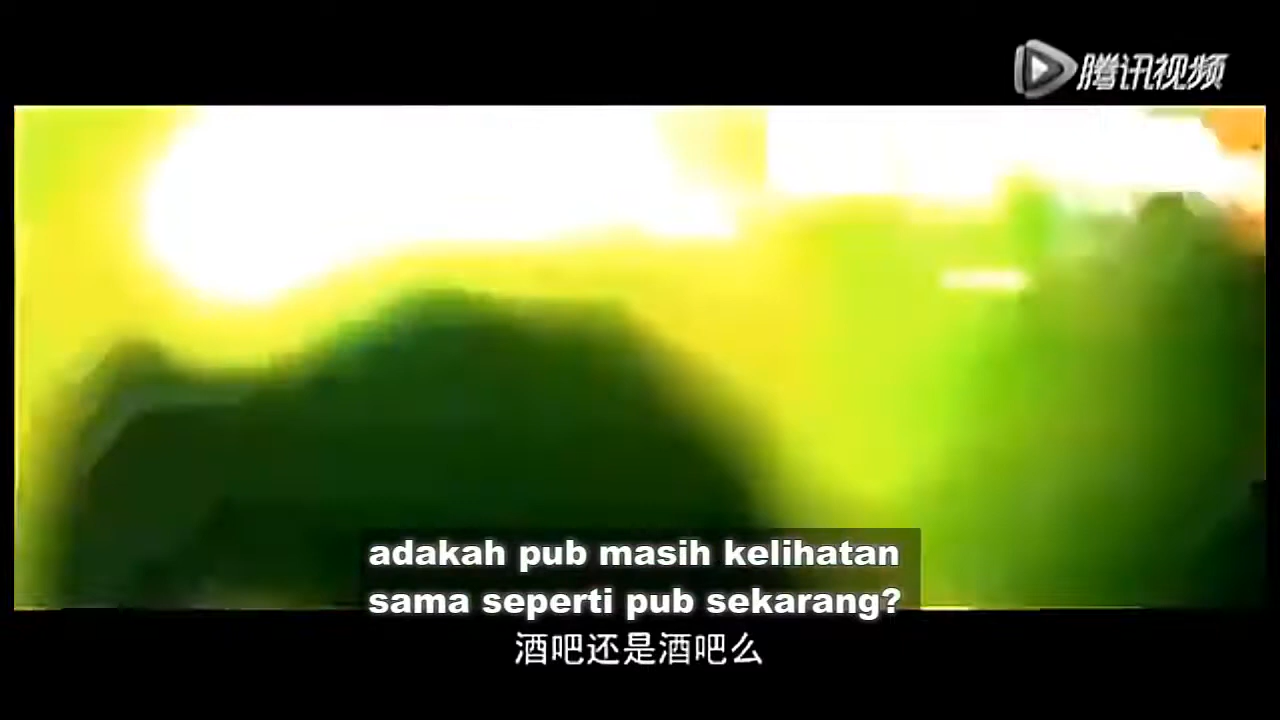 腾讯视频
adakah pub masih kelihatan
sama seperti pub sekarang?
酒吧还是酒吧么